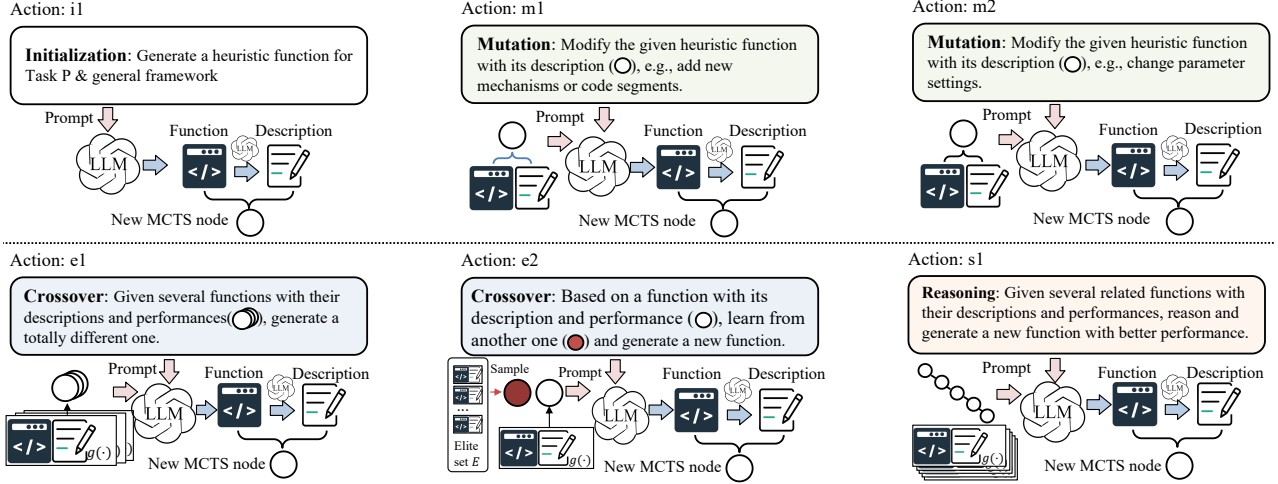 Action: i1
Initialization: Generate a heuristic function for
Task P & general framework
Prompt
LLM
Function
</>
LLM
Description
New MCTS node
Action: m1
Mutation: Modify the given heuristic function
with its description ( ), e.g., add new
mechanisms or code segments.
Prompt
</>
LLM
Function
</>
LLM
Description
New MCTS node
Action: m2
Mutation: Modify the given heuristic function
with its description ( ), e.g., change parameter
settings.
Prompt
</>
LLM
Function
</>
LLM
Description
New MCTS node
Action: e1
Crossover: Given several functions with their
descriptions and performances( ), generate a
totally different one.
Prompt
</>
g(·) ) )
LLM
Function
</>
LLM
Description
New MCTS node
Action: e2
Crossover: Based on a function with its
description and performance ( ), learn from
another one ( ) and generate a new function.
</>
</>
...
</>
Elite
set E
Sample
Prompt
</>
g(·)
LLM
Function
</>
LLM
Description
New MCTS node
Action: s1
Reasoning: Given several related functions with
their descriptions and performances, reason and
generate a new function with better performance.
Prompt
</>
g(·)
LLM
Function
</>
LLM
Description
New MCTS node